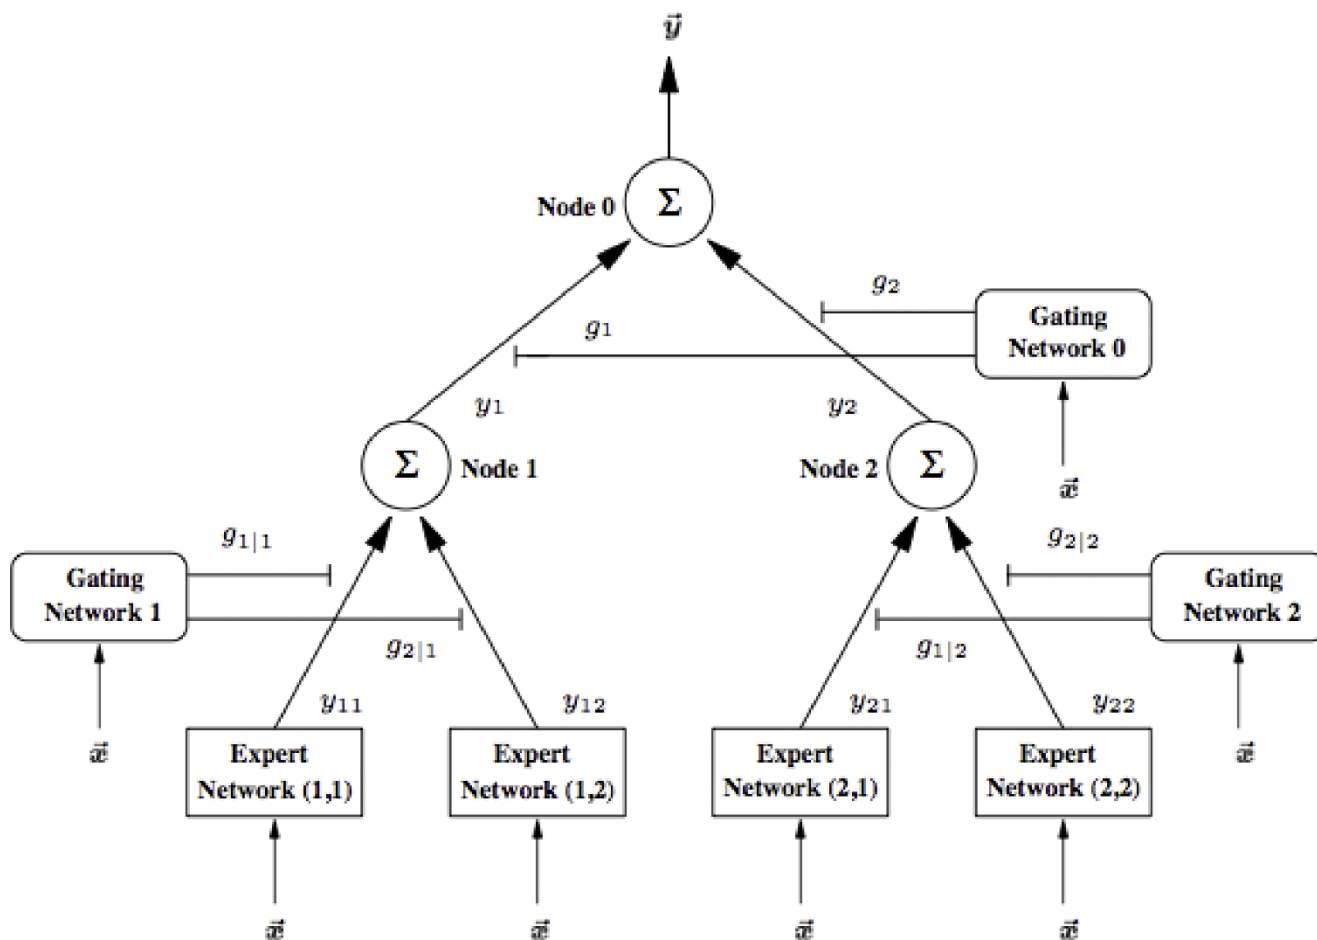 y⃗
Node 0
Σ
g₂
Gating
Network 0
g₁
y₁
y₂
Σ
Node 1
Node 2
Σ
x⃗
g₁|₁
g₂|₂
Gating
Network 1
Gating
Network 2
g₂|₁
g₁|₂
y₁₁
y₁₂
y₂₁
y₂₂
x⃗
Expert
Network (1,1)
Expert
Network (1,2)
Expert
Network (2,1)
Expert
Network (2,2)
x⃗
x⃗
x⃗
x⃗
x⃗